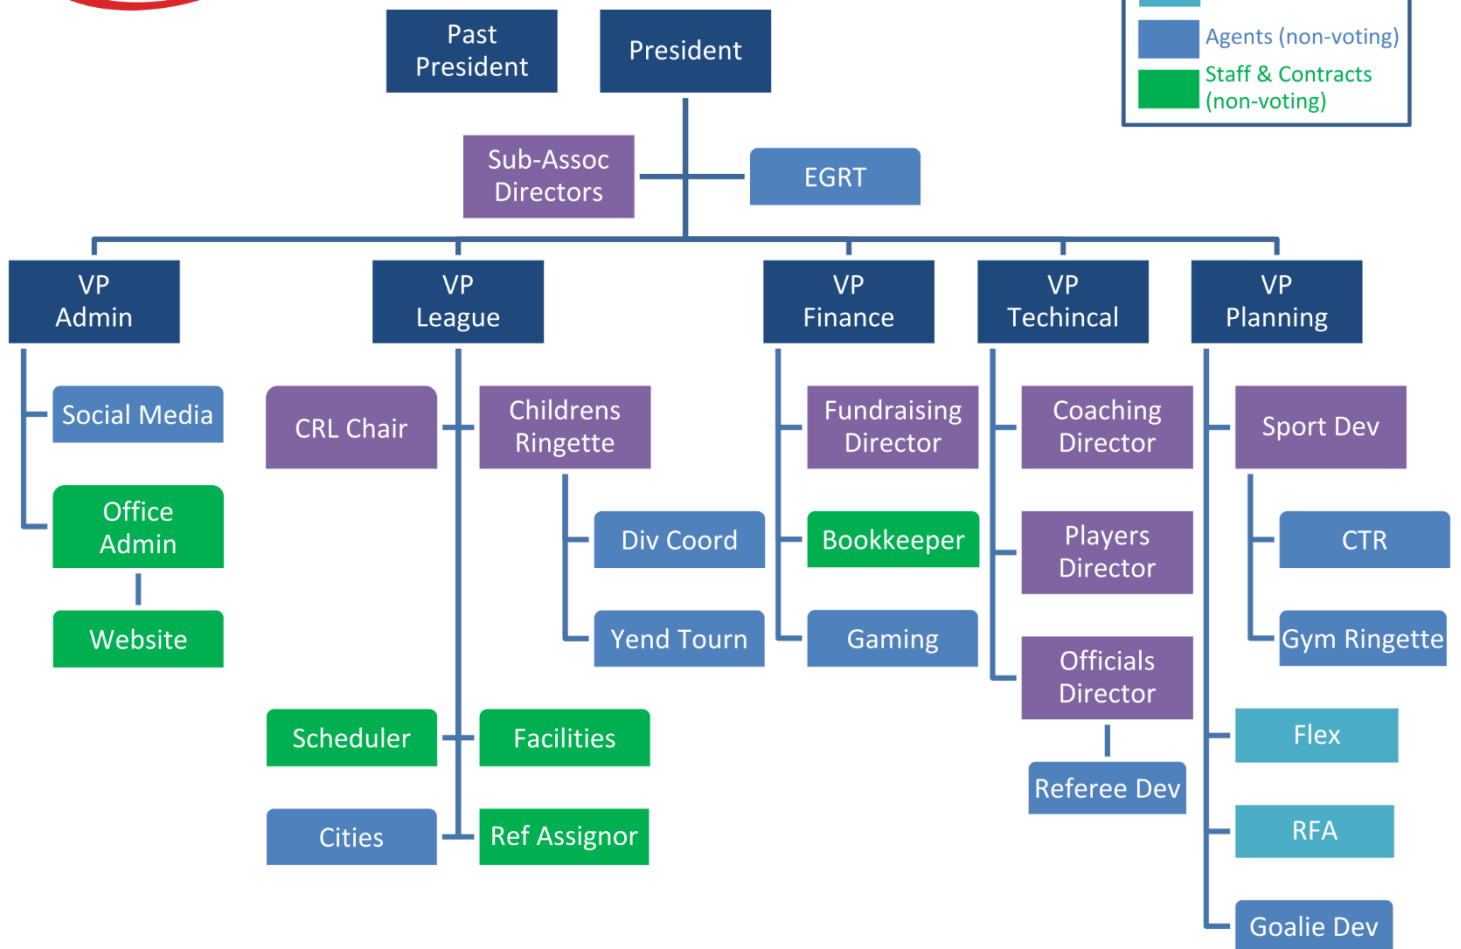 Past
President
President
Agents (non-voting)
Staff & Contracts
(non-voting)
Sub-Assoc
Directors
EGRT
VP
Admin
VP
League
VP
Finance
VP
Techincal
VP
Planning
Social Media
CRL Chair
Childrens
Ringette
Fundraising
Director
Coaching
Director
Sport Dev
Office
Admin
Div Coord
Bookkeeper
Players
Director
CTR
Website
Yend Tourn
Gaming
Officials
Director
Gym Ringette
Scheduler
Facilities
Flex
Referee Dev
Cities
Ref Assignor
RFA
Goalie Dev